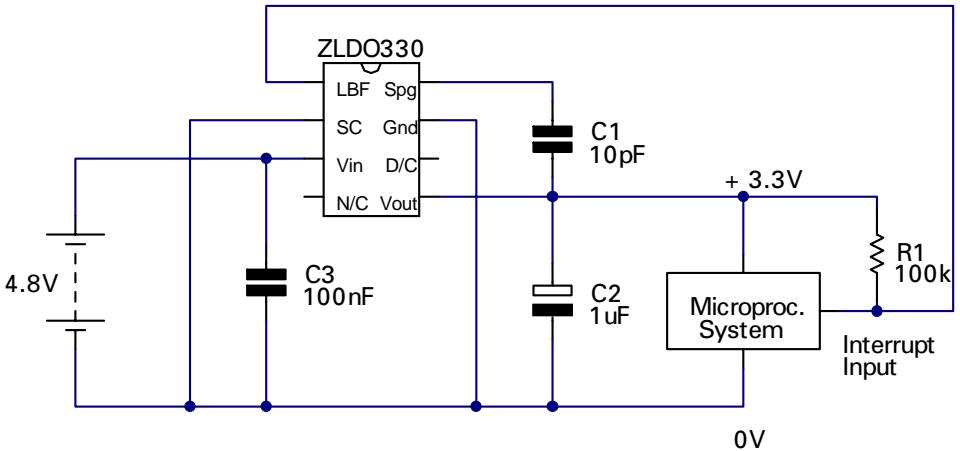 ZLDO330
LBF Spg
SC Gnd
Vin D/C
N/C Vout
C1
10pF
+ 3.3V
4.8V
C3
100nF
C2
1uF
Microproc.
System
R1
100k
Interrupt
Input
0V